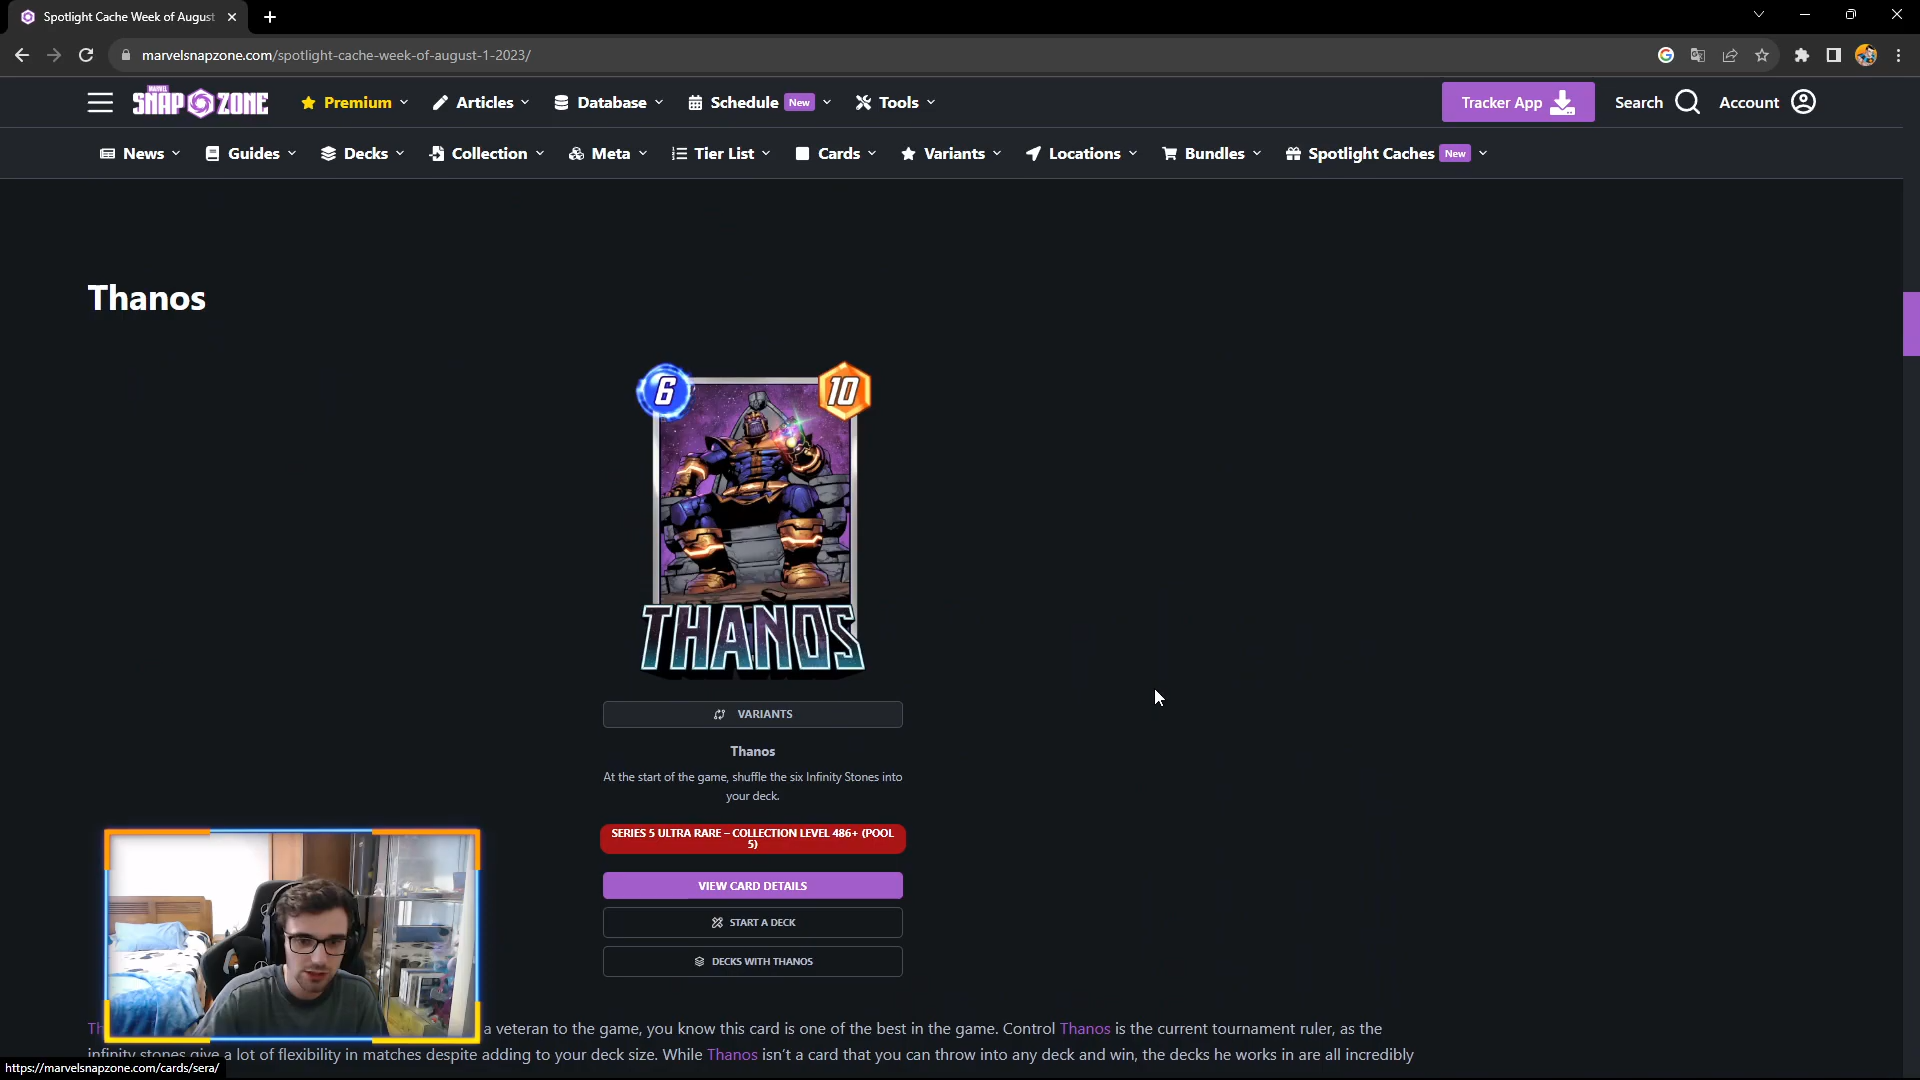 Spotlight Cache Week of August
marvelsnapzone.com/spotlight-cache-week-of-august-1-2023/
MARVEL
SNAP ZONE
Premium
Articles
Database
Schedule New
Tools
Tracker App
Search
Account
News
Guides
Decks
Collection
Meta
Tier List
Cards
Variants
Locations
Bundles
Spotlight Caches New
Thanos
6
10
THANOS
VARIANTS
Thanos
At the start of the game, shuffle the six Infinity Stones into
your deck.
SERIES 5 ULTRA RARE – COLLECTION LEVEL 486+ (POOL
5)
VIEW CARD DETAILS
START A DECK
DECKS WITH THANOS
a veteran to the game, you know this card is one of the best in the game. Control Thanos is the current tournament ruler, as the
infinity stones give a lot of flexibility in matches despite adding to your deck size. While Thanos isn't a card that you can throw into any deck and win, the decks he works in are all incredibly
https://marvelsnapzone.com/cards/sera/